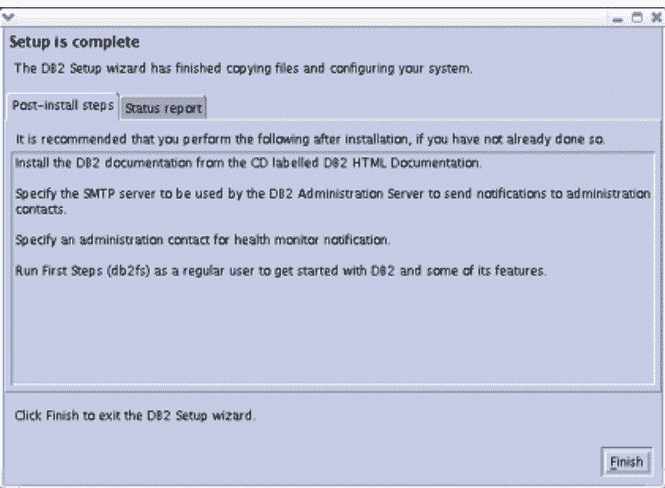 Setup is complete
The DB2 Setup wizard has finished copying files and configuring your system.
Post-install steps
Status report
It is recommended that you perform the following after installation, if you have not already done so.
Install the DB2 documentation from the CD labelled DB2 HTML Documentation.
Specify the SMTP server to be used by the DB2 Administration Server to send notifications to administration
contacts.
Specify an administration contact for health monitor notification.
Run First Steps (db2fs) as a regular user to get started with DB2 and some of its features.
Click Finish to exit the DB2 Setup wizard.
Finish